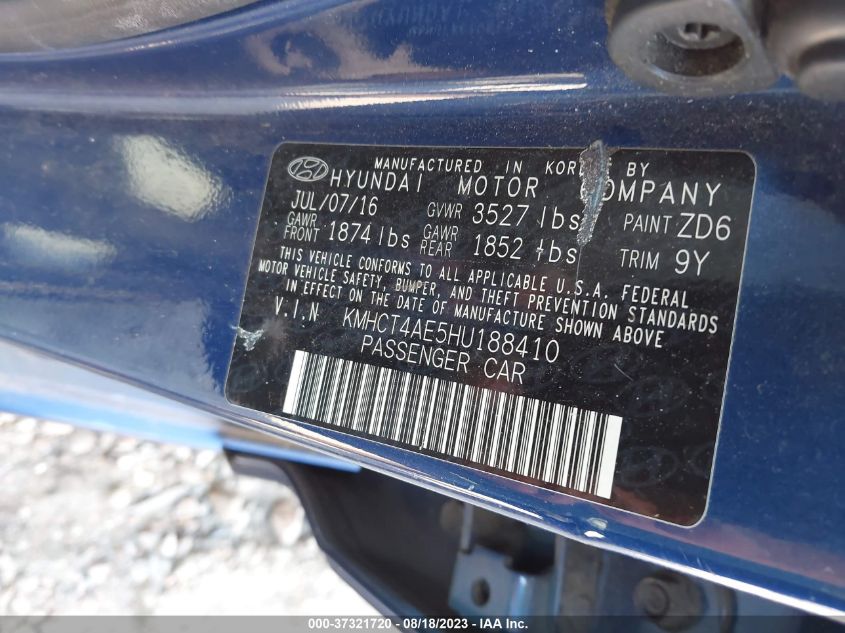 MANUFACTURED IN KOREA BY
HYUNDAI MOTOR COMPANY
JUL/07/16 GVWR 3527 lbs PAINT ZD6
GAWR FRONT 1874 lbs GAWR REAR 1852 lbs TRIM 9Y
THIS VEHICLE CONFORMS TO ALL APPLICABLE U.S.A. FEDERAL
MOTOR VEHICLE SAFETY, BUMPER, AND THEFT PREVENTION STANDARDS
IN EFFECT ON THE DATE OF MANUFACTURE SHOWN ABOVE
V.I.N KMHCT4AE5HU188410
PASSENGER CAR
000-37321720 - 08/18/2023 - IAA Inc.